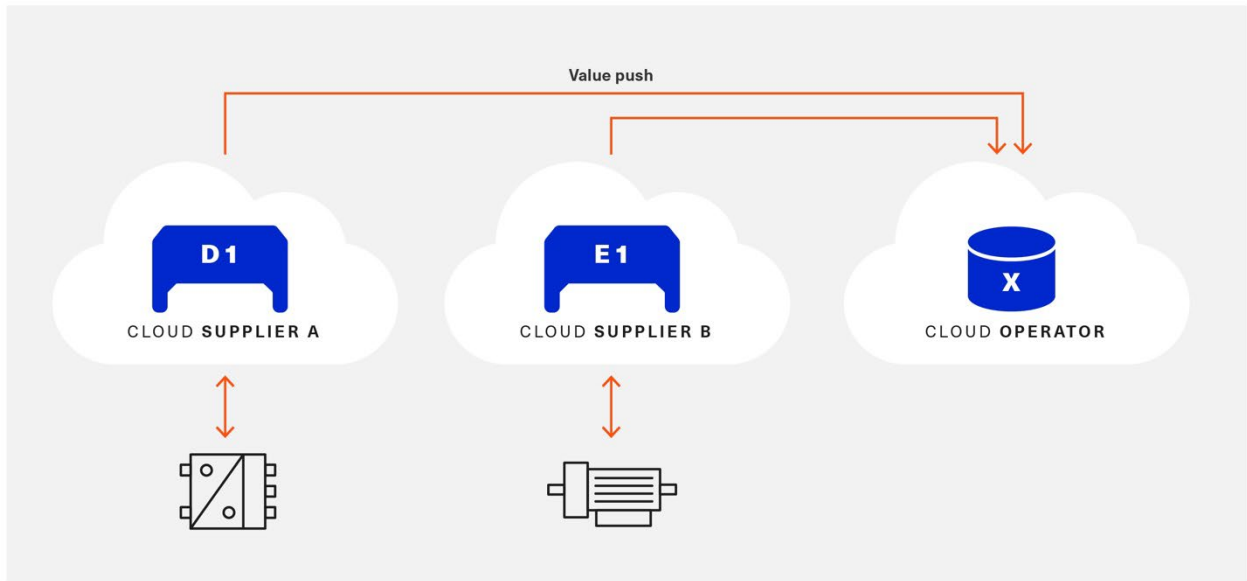 Value push
D1
E1
X
CLOUD SUPPLIER A
CLOUD SUPPLIER B
CLOUD OPERATOR